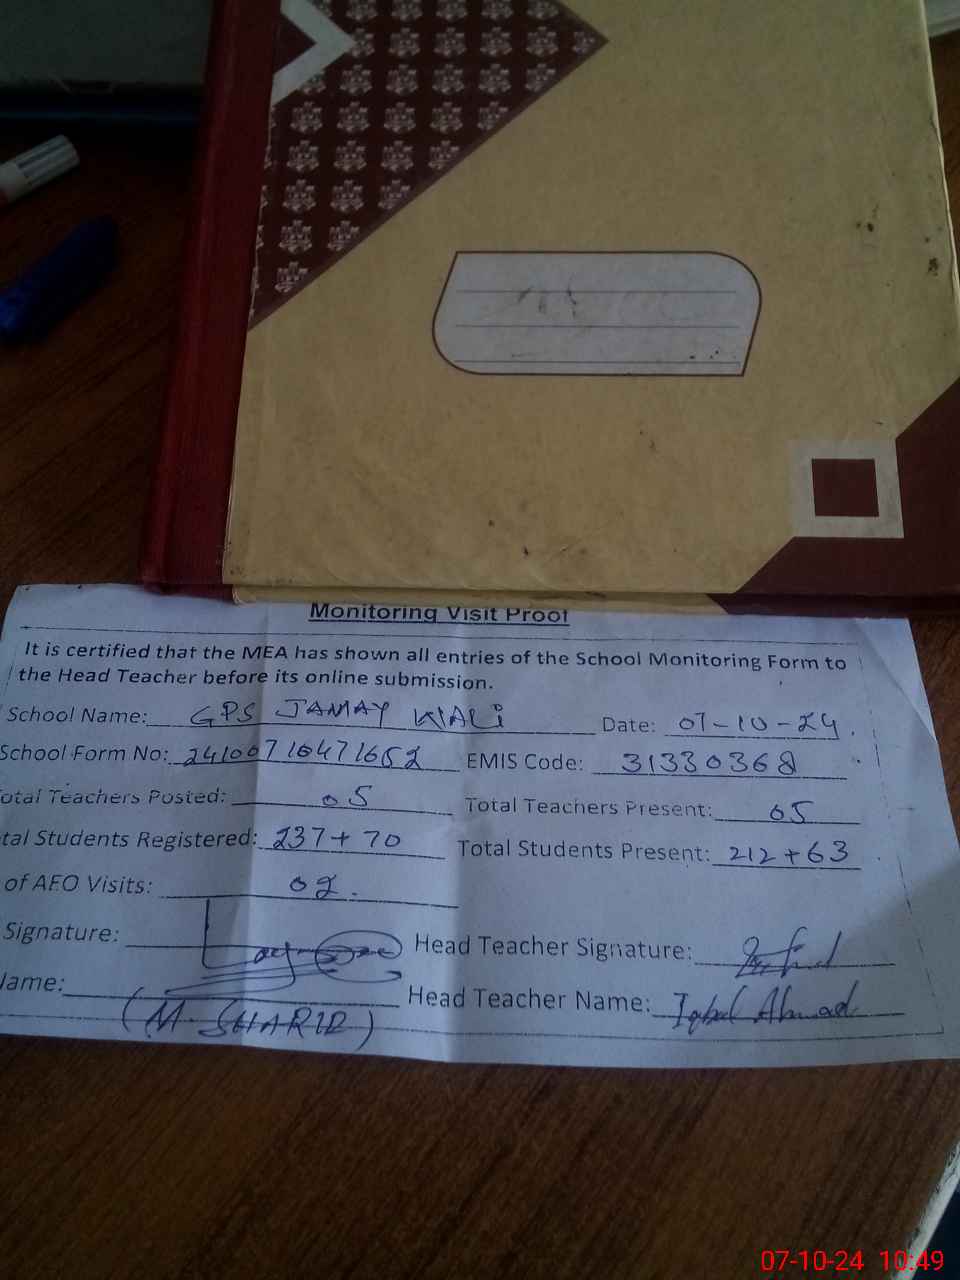 Monitoring Visit Proof
It is certified that the MEA has shown all entries of the School Monitoring Form to
the Head Teacher before its online submission.
School Name: GPS JAMAY WALI Date: 07-10-24
School Form No: 24100710471652 EMIS Code: 31330368
otal Teachers Posted: 05 Total Teachers Present: 05
tal Students Registered: 237+70 Total Students Present: 212+63
of AEO Visits: 02.
Signature: Head Teacher Signature:
lame: (M. SHARIF) Head Teacher Name: Iqbal Ahmad
07-10-24 10:49